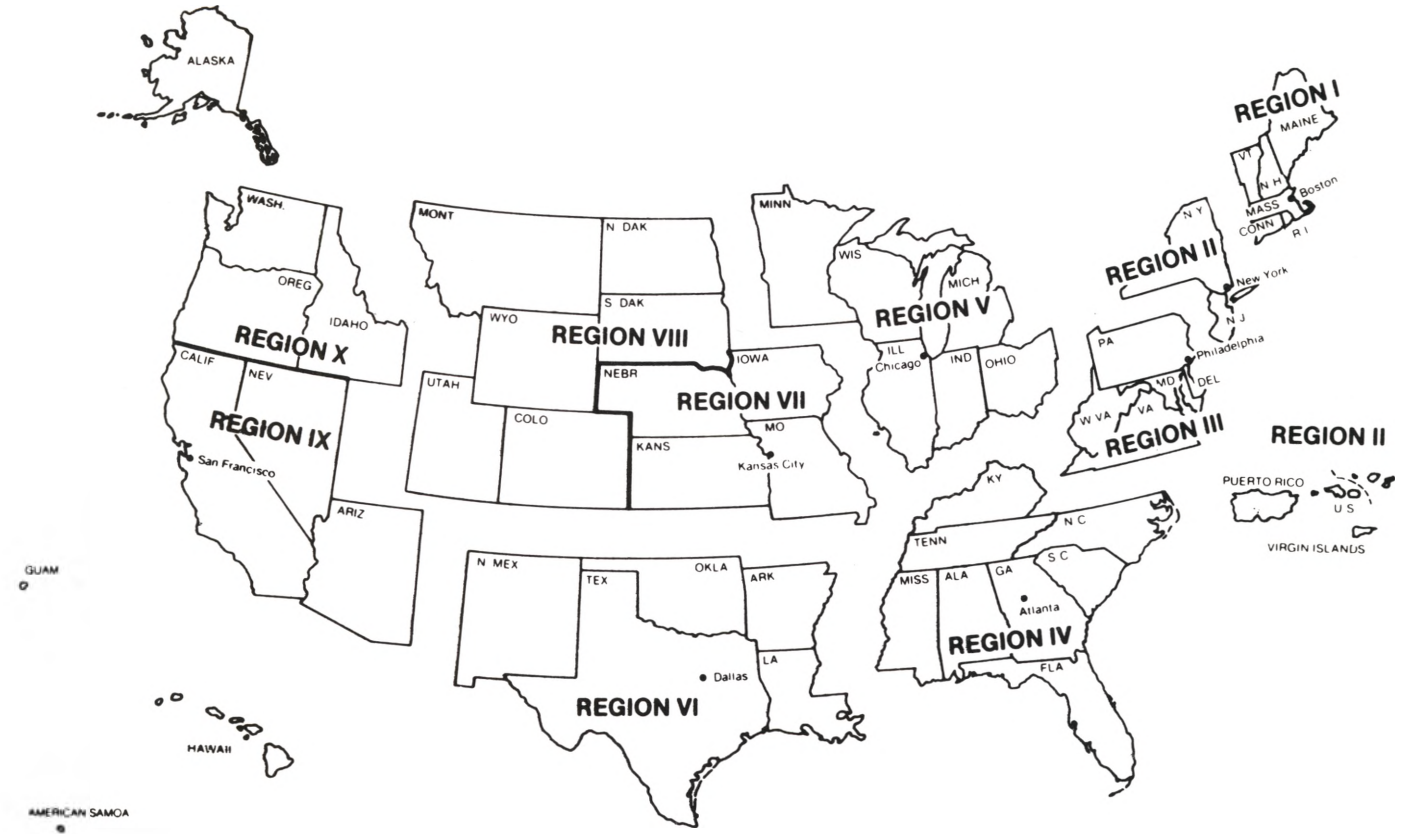 ALASKA
REGION I
MAINE
VT
N H
Boston
MASS
CONN
R I
WASH.
MONT
N DAK
MINN
N Y
WIS
REGION II
OREG
MICH
New York
S DAK
REGION V
WYO
IDAHO
N J
REGION X
REGION VIII
PA
Philadelphia
CALIF
ILL
Chicago
IND
OHIO
IOWA
NEV
NEBR
UTAH
MD
DEL
REGION VII
W VA
VA
COLO
MO
REGION IX
REGION III
REGION II
KANS
Kansas City
San Francisco
KY
PUERTO RICO
U S
VIRGIN ISLANDS
ARIZ
N C
TENN
S C
GUAM
N MEX
OKLA
TEX
ARK
MISS
ALA
GA
Atlanta
REGION IV
LA
FLA
Dallas
REGION VI
HAWAII
AMERICAN SAMOA